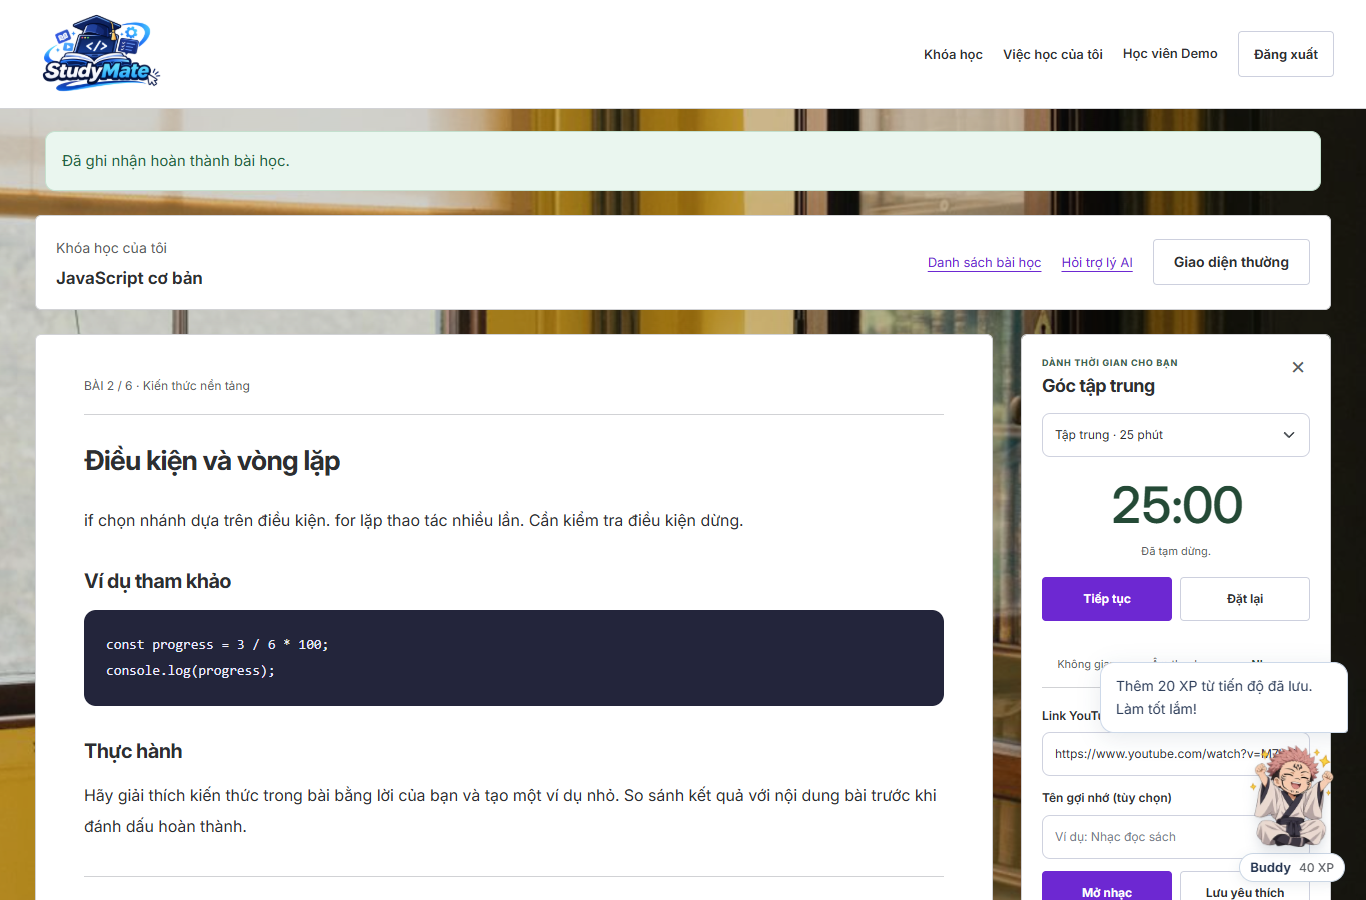 StudyMate
Khóa học
Việc học của tôi
Học viên Demo
Đăng xuất
Đã ghi nhận hoàn thành bài học.
Khóa học của tôi
JavaScript cơ bản
Danh sách bài học
Hỏi trợ lý AI
Giao diện thường
BÀI 2 / 6 · Kiến thức nền tảng
Điều kiện và vòng lặp
if chọn nhánh dựa trên điều kiện. for lặp thao tác nhiều lần. Cần kiểm tra điều kiện dừng.
Ví dụ tham khảo
const progress = 3 / 6 * 100;
console.log(progress);
Thực hành
Hãy giải thích kiến thức trong bài bằng lời của bạn và tạo một ví dụ nhỏ. So sánh kết quả với nội dung bài trước khi
đánh dấu hoàn thành.
DÀNH THỜI GIAN CHO BẠN
Góc tập trung
Tập trung · 25 phút
25:00
Đã tạm dừng.
Tiếp tục
Đặt lại
Không
Thêm 20 XP từ tiến độ đã lưu.
Làm tốt lắm!
Link
https://www.youtube.com/watch?v=M7
Tên gợi nhớ (tùy chọn)
Ví dụ: Nhạc đọc sách
Buddy 40 XP
Mở nhạc
Lưu yêu thích